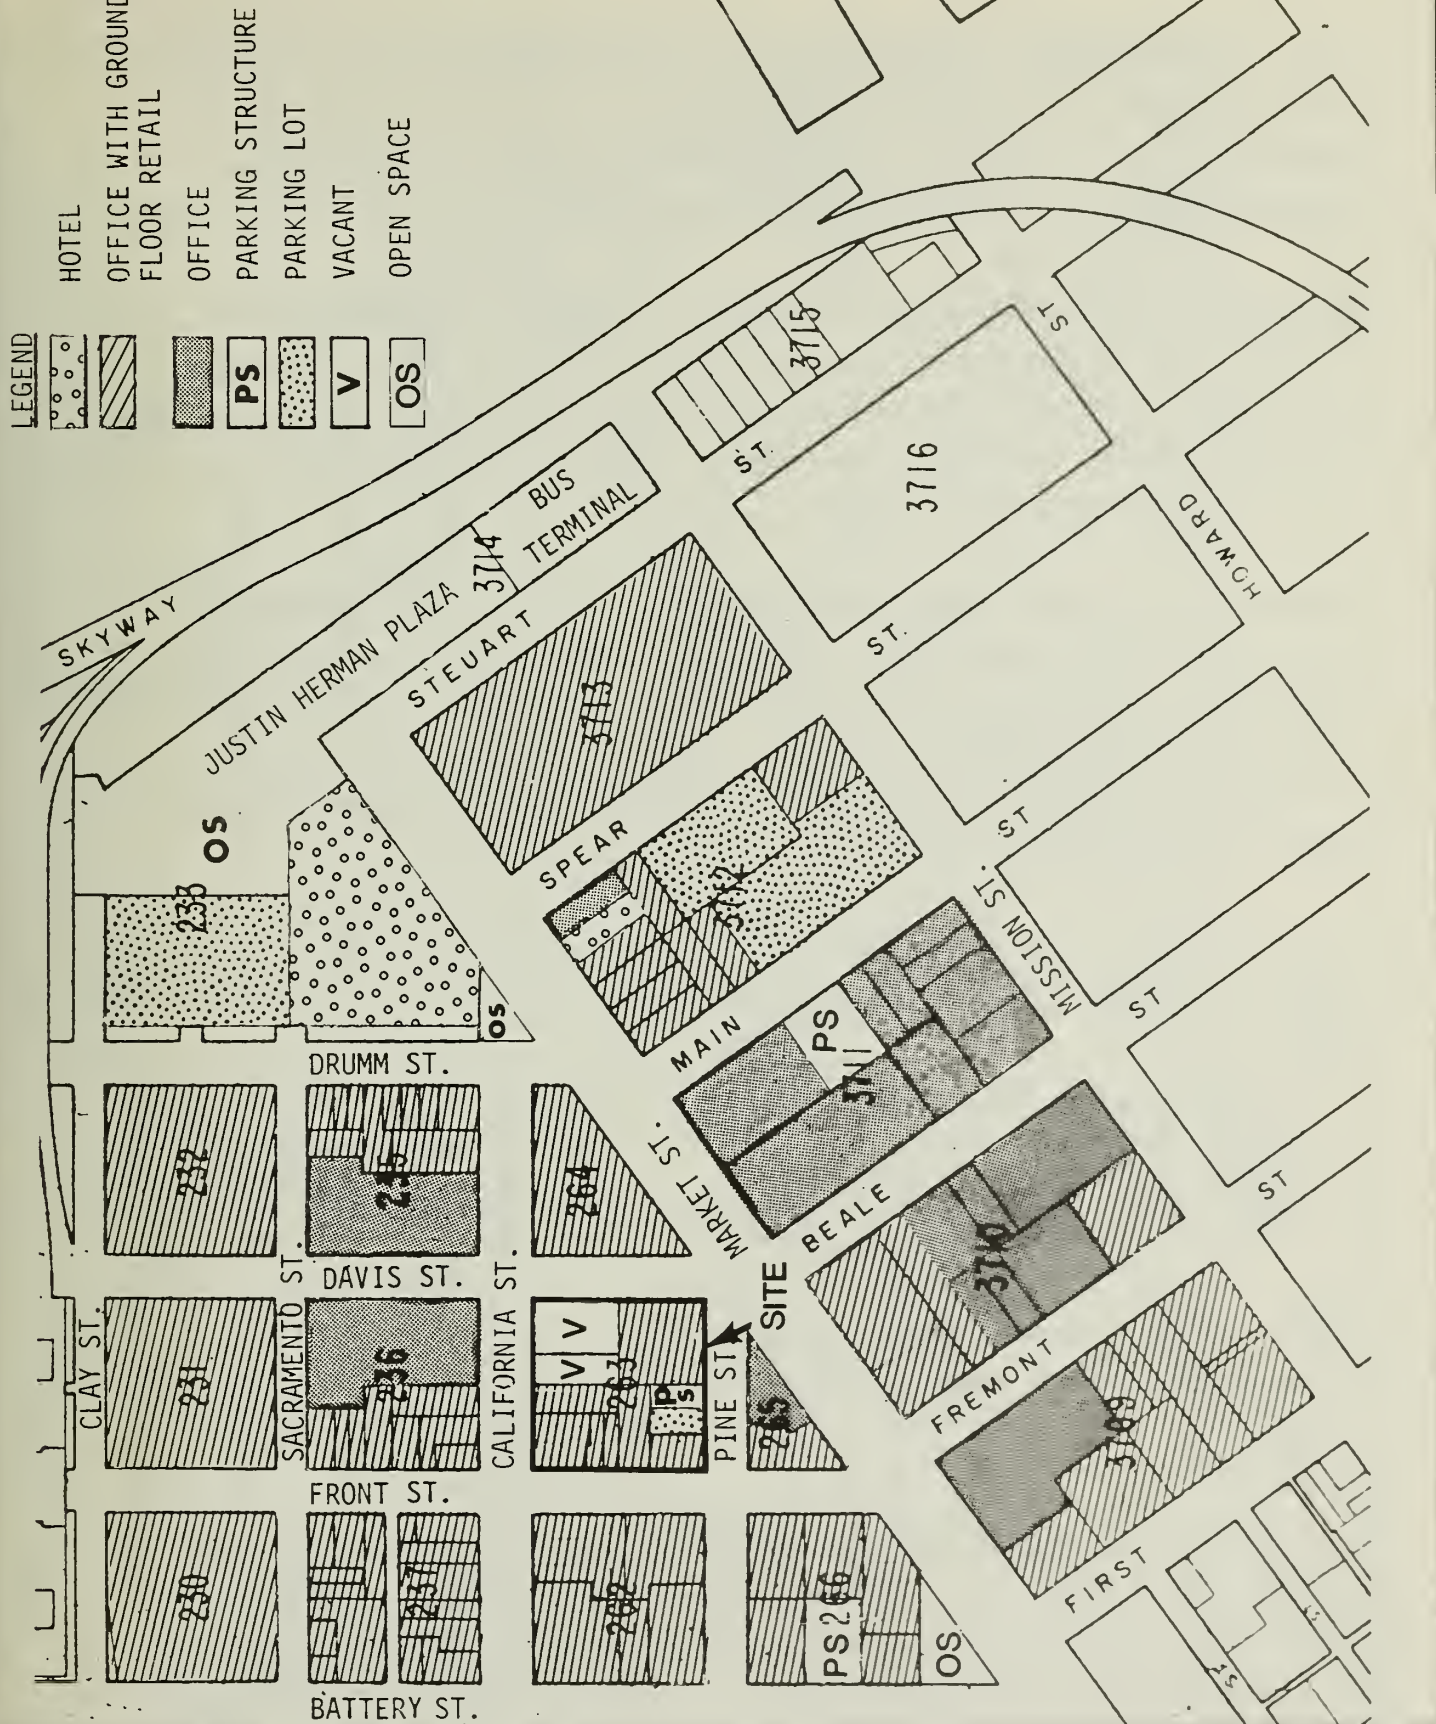 LEGEND
HOTEL
OFFICE WITH GROUND
FLOOR RETAIL
OFFICE
PS
PARKING STRUCTURE
PARKING LOT
V
VACANT
OS
OPEN SPACE
SKYWAY
JUSTIN HERMAN PLAZA
3714
BUS
TERMINAL
3715
STEUART
ST.
3716
ST
HOWARD
3713
ST.
SPEAR
3712
ST
OS
233
OS
DRUMM ST.
MAIN
PS
3711
MISSION ST.
ST
232
235
264
MARKET ST.
BEALE
3710
ST
DAVIS ST.
CLAY ST.
SACRAMENTO ST.
CALIFORNIA ST.
SITE
231
236
V V
V
263
PS
PINE ST
265
FREMONT
3709
FRONT ST.
FIRST
230
237
262
PS 266
OS
BATTERY ST.
ST
ST